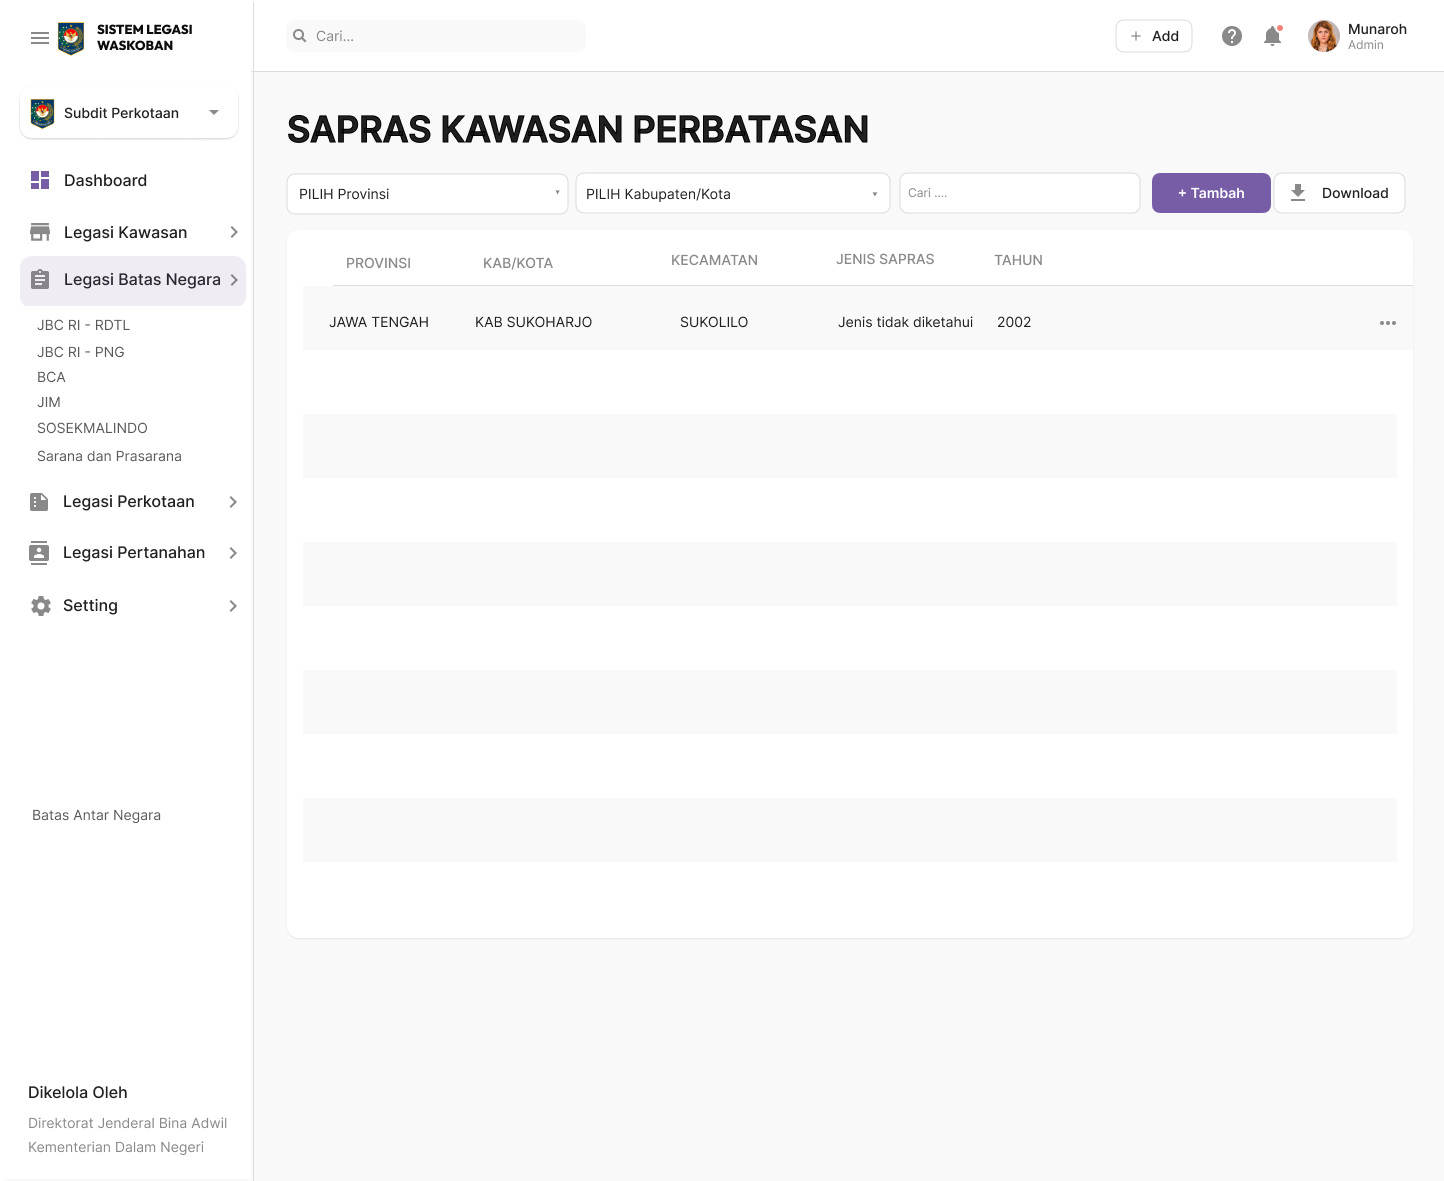 SISTEM LEGASI
WASKOBAN
Subdit Perkotaan
Dashboard
Legasi Kawasan
Legasi Batas Negara
JBC RI - RDTL
JBC RI - PNG
BCA
JIM
SOSEKMALINDO
Sarana dan Prasarana
Legasi Perkotaan
Legasi Pertanahan
Setting
Batas Antar Negara
Dikelola Oleh
Direktorat Jenderal Bina Adwil
Kementerian Dalam Negeri
Cari...
+ Add
Munaroh
Admin
SAPRAS KAWASAN PERBATASAN
PILIH Provinsi
PILIH Kabupaten/Kota
Cari ....
+ Tambah
Download
PROVINSI KAB/KOTA KECAMATAN JENIS SAPRAS TAHUN
JAWA TENGAH KAB SUKOHARJO SUKOLILO Jenis tidak diketahui 2002